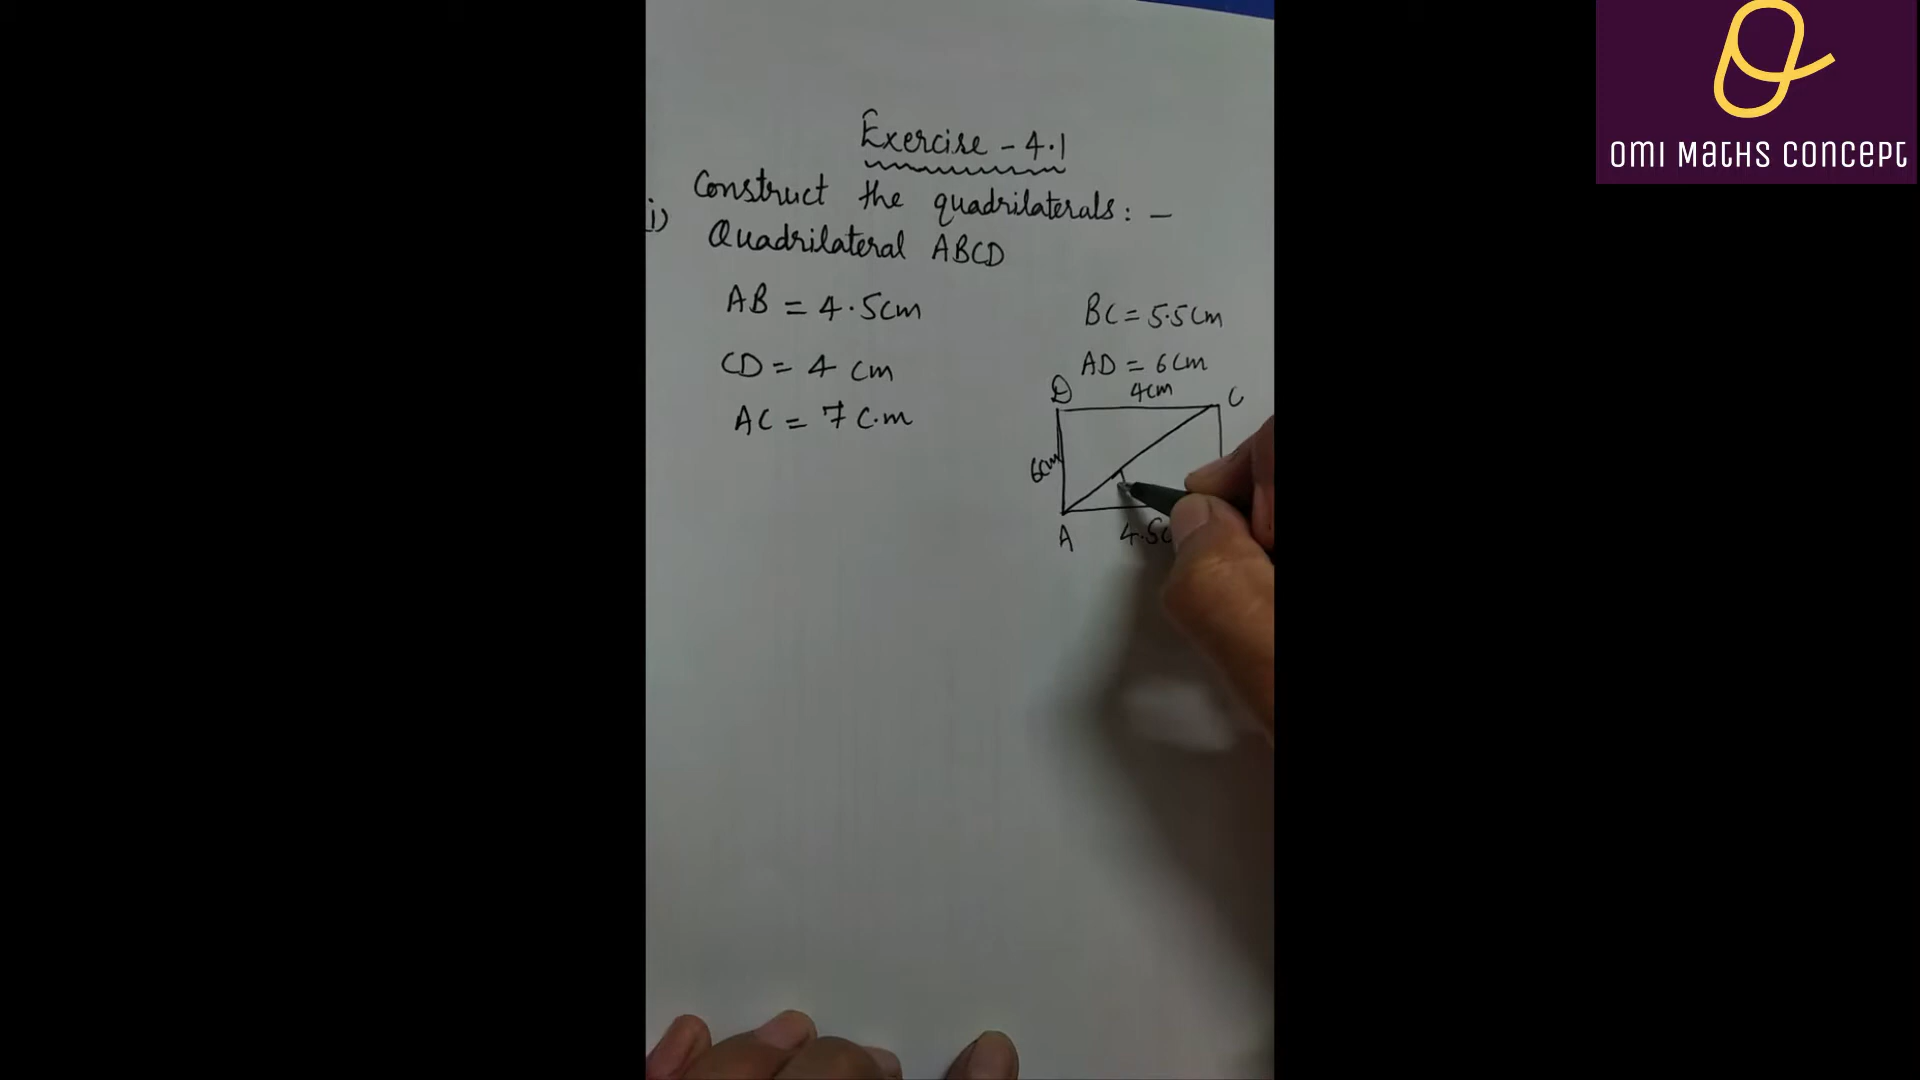 Exercise - 4.1
Construct the quadrilaterals: -
i) Quadrilateral ABCD
AB = 4.5cm
BC = 5.5cm
CD = 4 cm
AD = 6cm
AC = 7 c.m
D
4cm
C
6cm
A
OMI MATHS CONCEPT